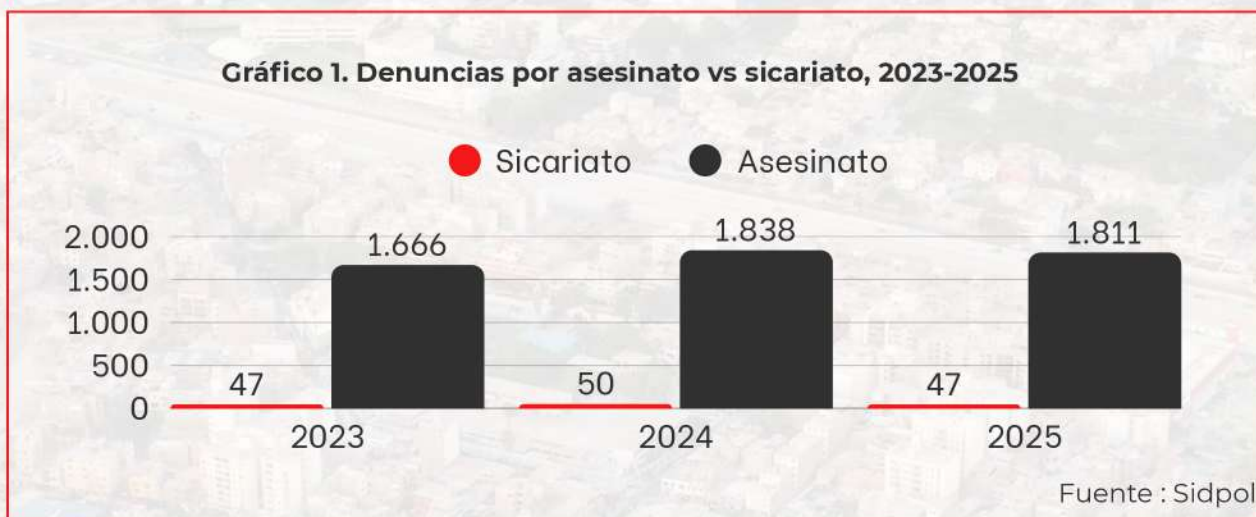 Gráfico 1. Denuncias por asesinato vs sicariato, 2023-2025
Sicariato Asesinato
2.000
1.500
1.000
500
0
47 1.666
50 1.838
47 1.811
2023 2024 2025
Fuente : Sidpol